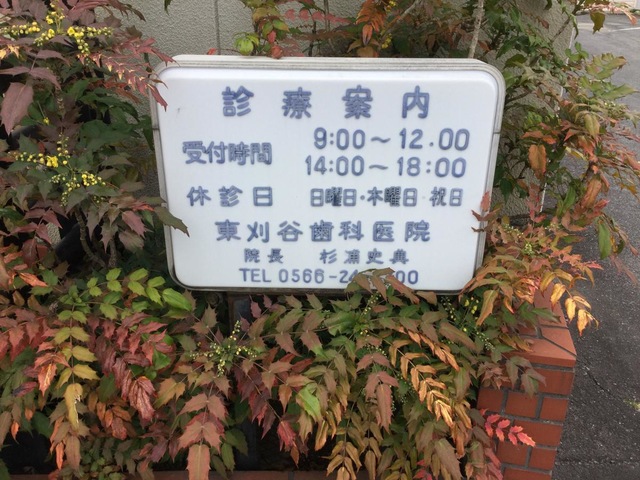 診療案内
受付時間 9:00～12.00
14:00～18:00
休診日 日曜日・木曜日 祝日
東刈谷歯科医院
院長 杉浦史典
TEL 0566-24